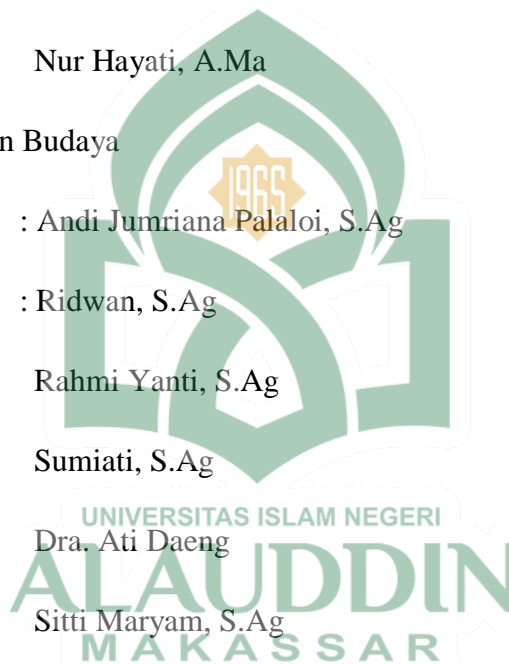 Nur Hayati, A.Ma
n Budaya
1965
: Andi Jumriana Palaloi, S.Ag
: Ridwan, S.Ag
Rahmi Yanti, S.Ag
Sumiati, S.Ag
UNIVERSITAS ISLAM NEGERI
Dra. Ati Daeng
ALAUDDIN
Sitti Maryam, S.Ag
MAKASSAR